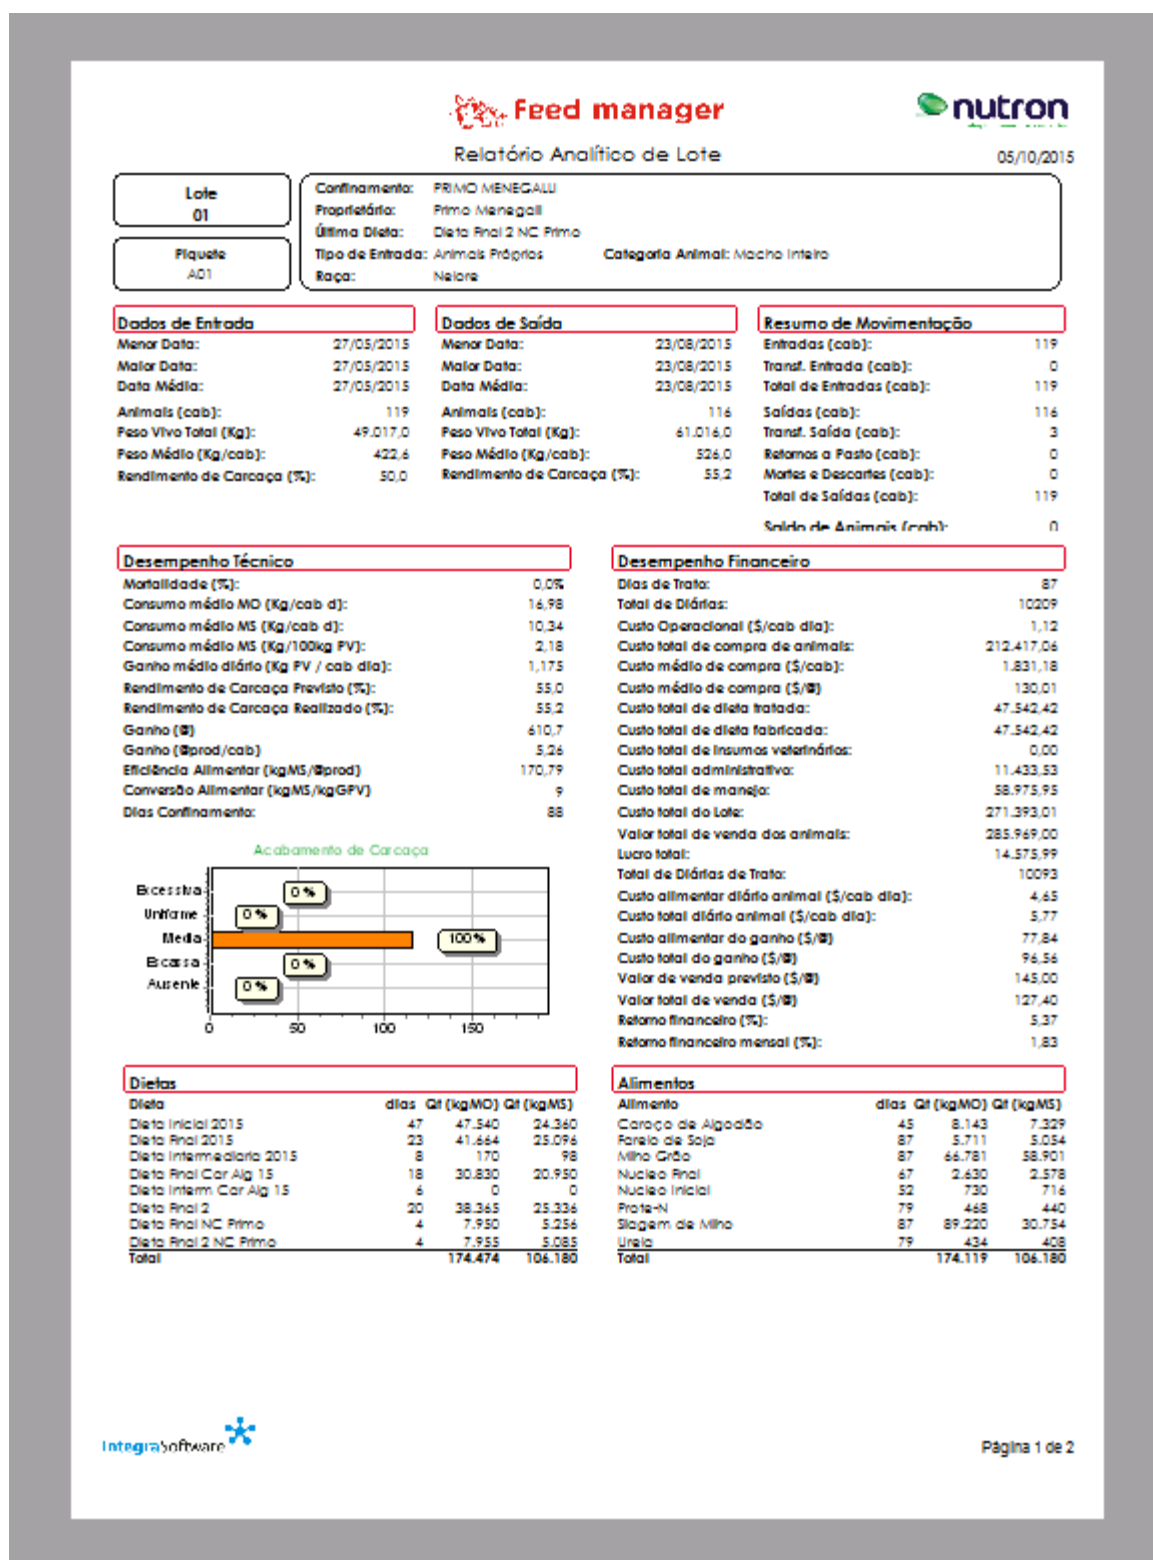 Feed manager
nutron
Relatório Analítico de Lote
05/10/2015
Lote
01
Piquete
A01
Confinamento: PRIMO MENEGALLI
Proprietário: Primo Menegall
Última Dieta: Dieta Final 2 NC Primo
Tipo de Entrada: Animais Próprios Categoria Animal: Macho Inteiro
Raça: Nelore
Dados de Entrada
Menor Data: 27/05/2015
Maior Data: 27/05/2015
Data Média: 27/05/2015
Animais (cab): 119
Peso Vivo Total (Kg): 49.017,0
Peso Médio (Kg/cab): 422,6
Rendimento de Carcaça (%): 50,0
Dados de Saída
Menor Data: 23/08/2015
Maior Data: 23/08/2015
Data Média: 23/08/2015
Animais (cab): 116
Peso Vivo Total (Kg): 61.016,0
Peso Médio (Kg/cab): 526,0
Rendimento de Carcaça (%): 55,2
Resumo de Movimentação
Entradas (cab): 119
Transf. Entrada (cab): 0
Total de Entradas (cab): 119
Saídas (cab): 116
Transf. Saída (cab): 3
Retornos a Pasto (cab): 0
Mortes e Descartes (cab): 0
Total de Saídas (cab): 119
Saldo de Animais (cab): 0
Desempenho Técnico
Mortalidade (%): 0,0%
Consumo médio MO (Kg/cab d): 16,98
Consumo médio MS (Kg/cab d): 10,34
Consumo médio MS (Kg/100kg PV): 2,18
Ganho médio diário (Kg PV / cab dia): 1,175
Rendimento de Carcaça Previsto (%): 55,0
Rendimento de Carcaça Realizado (%): 55,2
Ganho (@) 610,7
Ganho (@prod/cab) 5,26
Eficiência Alimentar (kgMS/@prod) 170,79
Conversão Alimentar (kgMS/kgGPV) 9
Dias Confinamento: 88
Acabamento de Carcaça
Excessiva 0 %
Uniforme 0 %
Media 100 %
Escassa 0 %
Ausente 0 %
0 50 100 150
Desempenho Financeiro
Dias de Trato: 87
Total de Diárias: 10209
Custo Operacional ($/cab dia): 1,12
Custo total de compra de animais: 212.417,06
Custo médio de compra ($/cab): 1.831,18
Custo médio de compra ($/@) 130,01
Custo total de dieta tratada: 47.542,42
Custo total de dieta fabricada: 47.542,42
Custo total de insumos veterinários: 0,00
Custo total administrativo: 11.433,53
Custo total de manejo: 58.975,95
Custo total do Lote: 271.393,01
Valor total de venda dos animais: 285.969,00
Lucro total: 14.575,99
Total de Diárias de Trato: 10093
Custo alimentar diário animal ($/cab dia): 4,65
Custo total diário animal ($/cab dia): 5,77
Custo alimentar do ganho ($/@) 77,84
Custo total do ganho ($/@) 96,56
Valor de venda previsto ($/@) 145,00
Valor total de venda ($/@) 127,40
Retorno financeiro (%): 5,37
Retorno financeiro mensal (%): 1,83
Dietas
Dieta dias Qt (kgMO) Qt (kgMS)
Dieta Inicial 2015 47 47.540 24.360
Dieta Final 2015 23 41.664 25.096
Dieta Intermediaria 2015 8 170 98
Dieta Final Car Alg 15 18 30.830 20.950
Dieta Interm Car Alg 15 6 0 0
Dieta Final 2 20 38.365 25.336
Dieta Final NC Primo 4 7.950 5.256
Dieta Final 2 NC Primo 4 7.955 5.085
Total 174.474 106.180
Alimentos
Alimento dias Qt (kgMO) Qt (kgMS)
Caroço de Algodão 45 8.143 7.329
Farelo de Soja 87 5.711 5.054
Milho Grão 87 66.781 58.901
Nucleo Final 67 2.630 2.578
Nucleo Inicial 52 730 716
Prote-N 79 468 440
Silagem de Milho 87 89.220 30.754
Ureia 79 434 408
Total 174.119 106.180
IntegraSoftware
Página 1 de 2